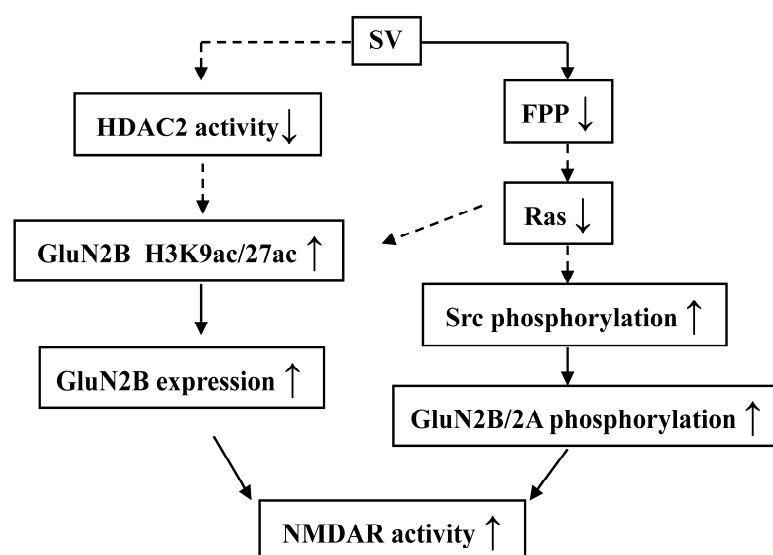 SV
HDAC2 activity↓
FPP ↓
Ras ↓
GluN2B H3K9ac/27ac ↑
Src phosphorylation ↑
GluN2B expression ↑
GluN2B/2A phosphorylation ↑
NMDAR activity ↑